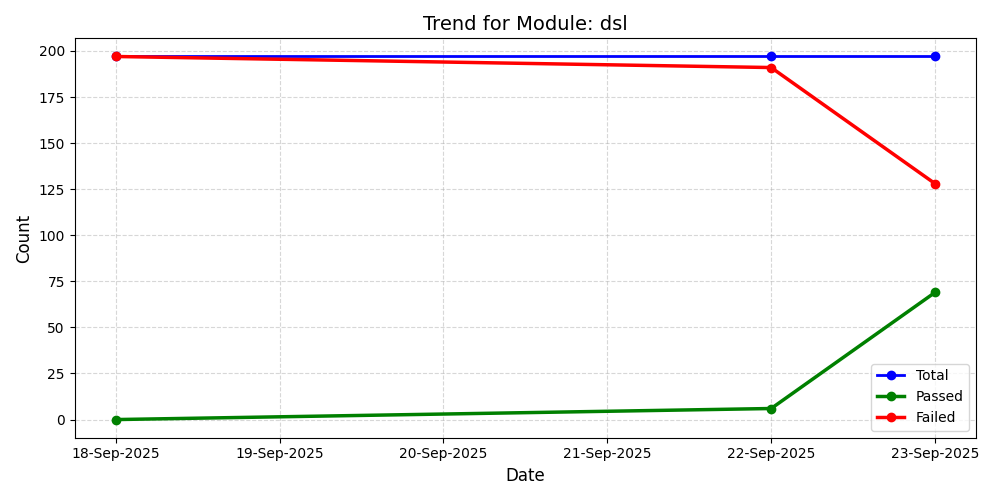 Trend for Module: dsl
Count
200
175
150
125
100
75
50
25
0
Total
Passed
Failed
18-Sep-2025 19-Sep-2025 20-Sep-2025 21-Sep-2025 22-Sep-2025 23-Sep-2025
Date